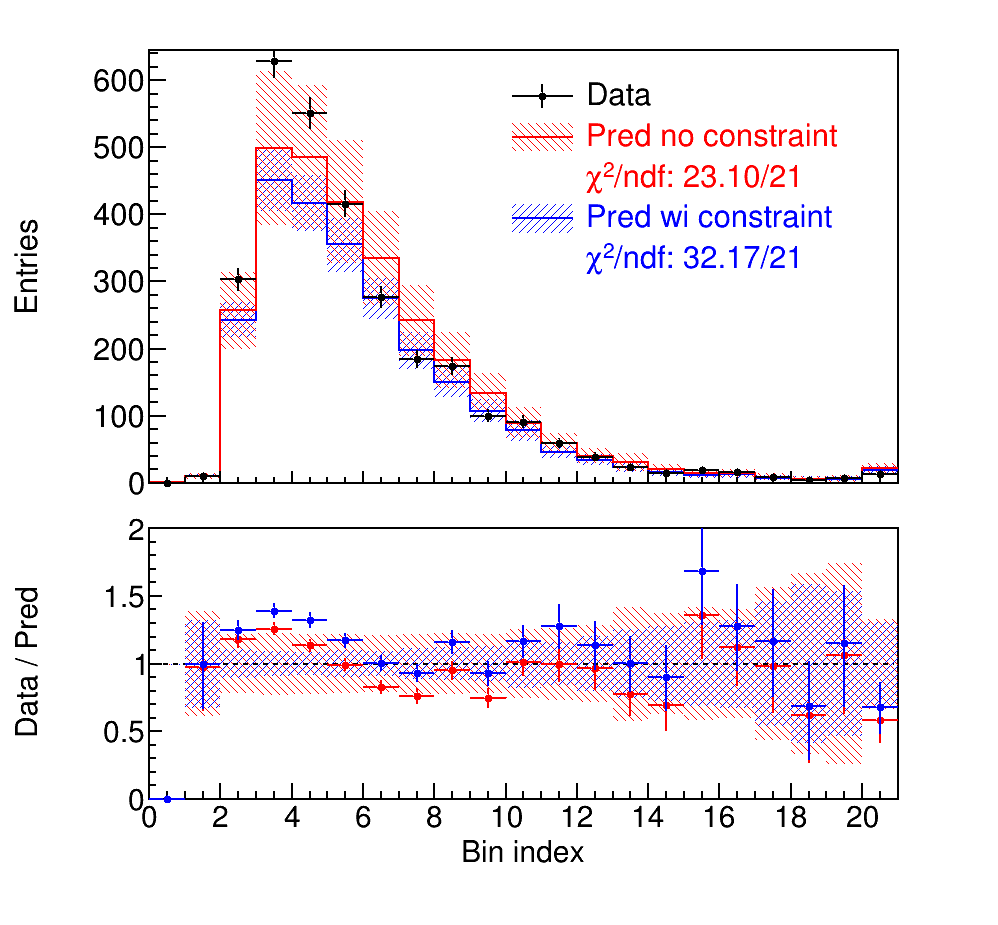 600
500
400
300
200
100
0
Entries
Data
Pred no constraint
χ²/ndf: 23.10/21
Pred wi constraint
χ²/ndf: 32.17/21
2
1.5
1
0.5
0
Data / Pred
0 2 4 6 8 10 12 14 16 18 20
Bin index